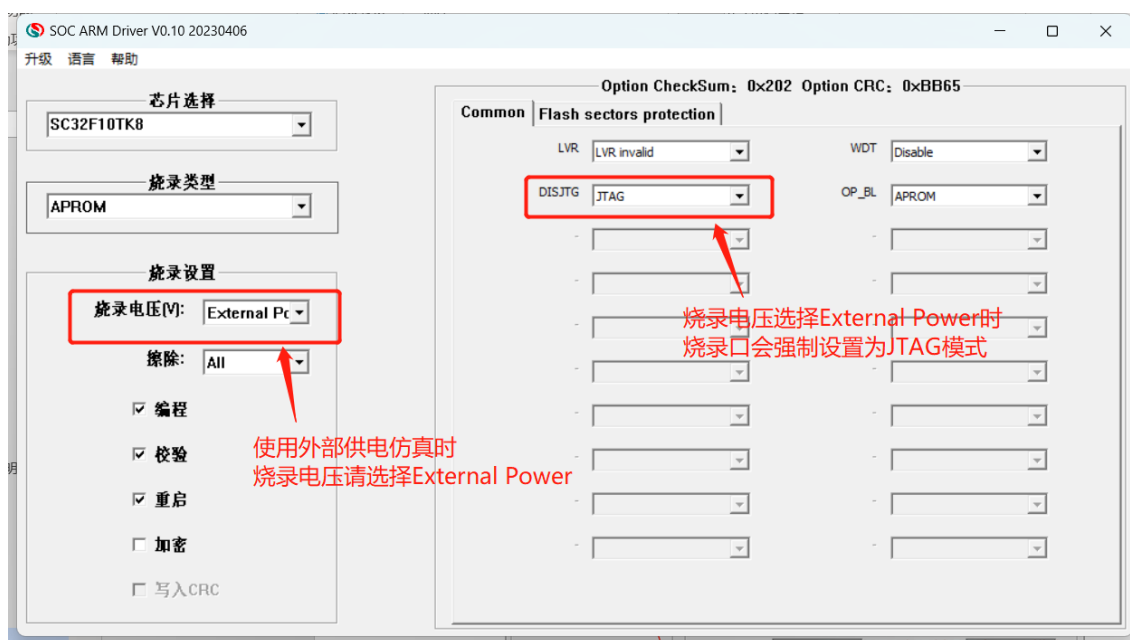 SOC ARM Driver V0.10 20230406
升级 语言 帮助
芯片选择
SC32F10TK8
烧录类型
APROM
烧录设置
烧录电压(V): External Po
擦除: All
编程
校验
重启
加密
写入CRC
使用外部供电仿真时
烧录电压请选择External Power
Option CheckSum: 0x202 Option CRC: 0xBB65
Common Flash sectors protection
LVR LVR invalid WDT Disable
DISJTG JTAG OP_BL APROM
烧录电压选择External Power时
烧录口会强制设置为JTAG模式